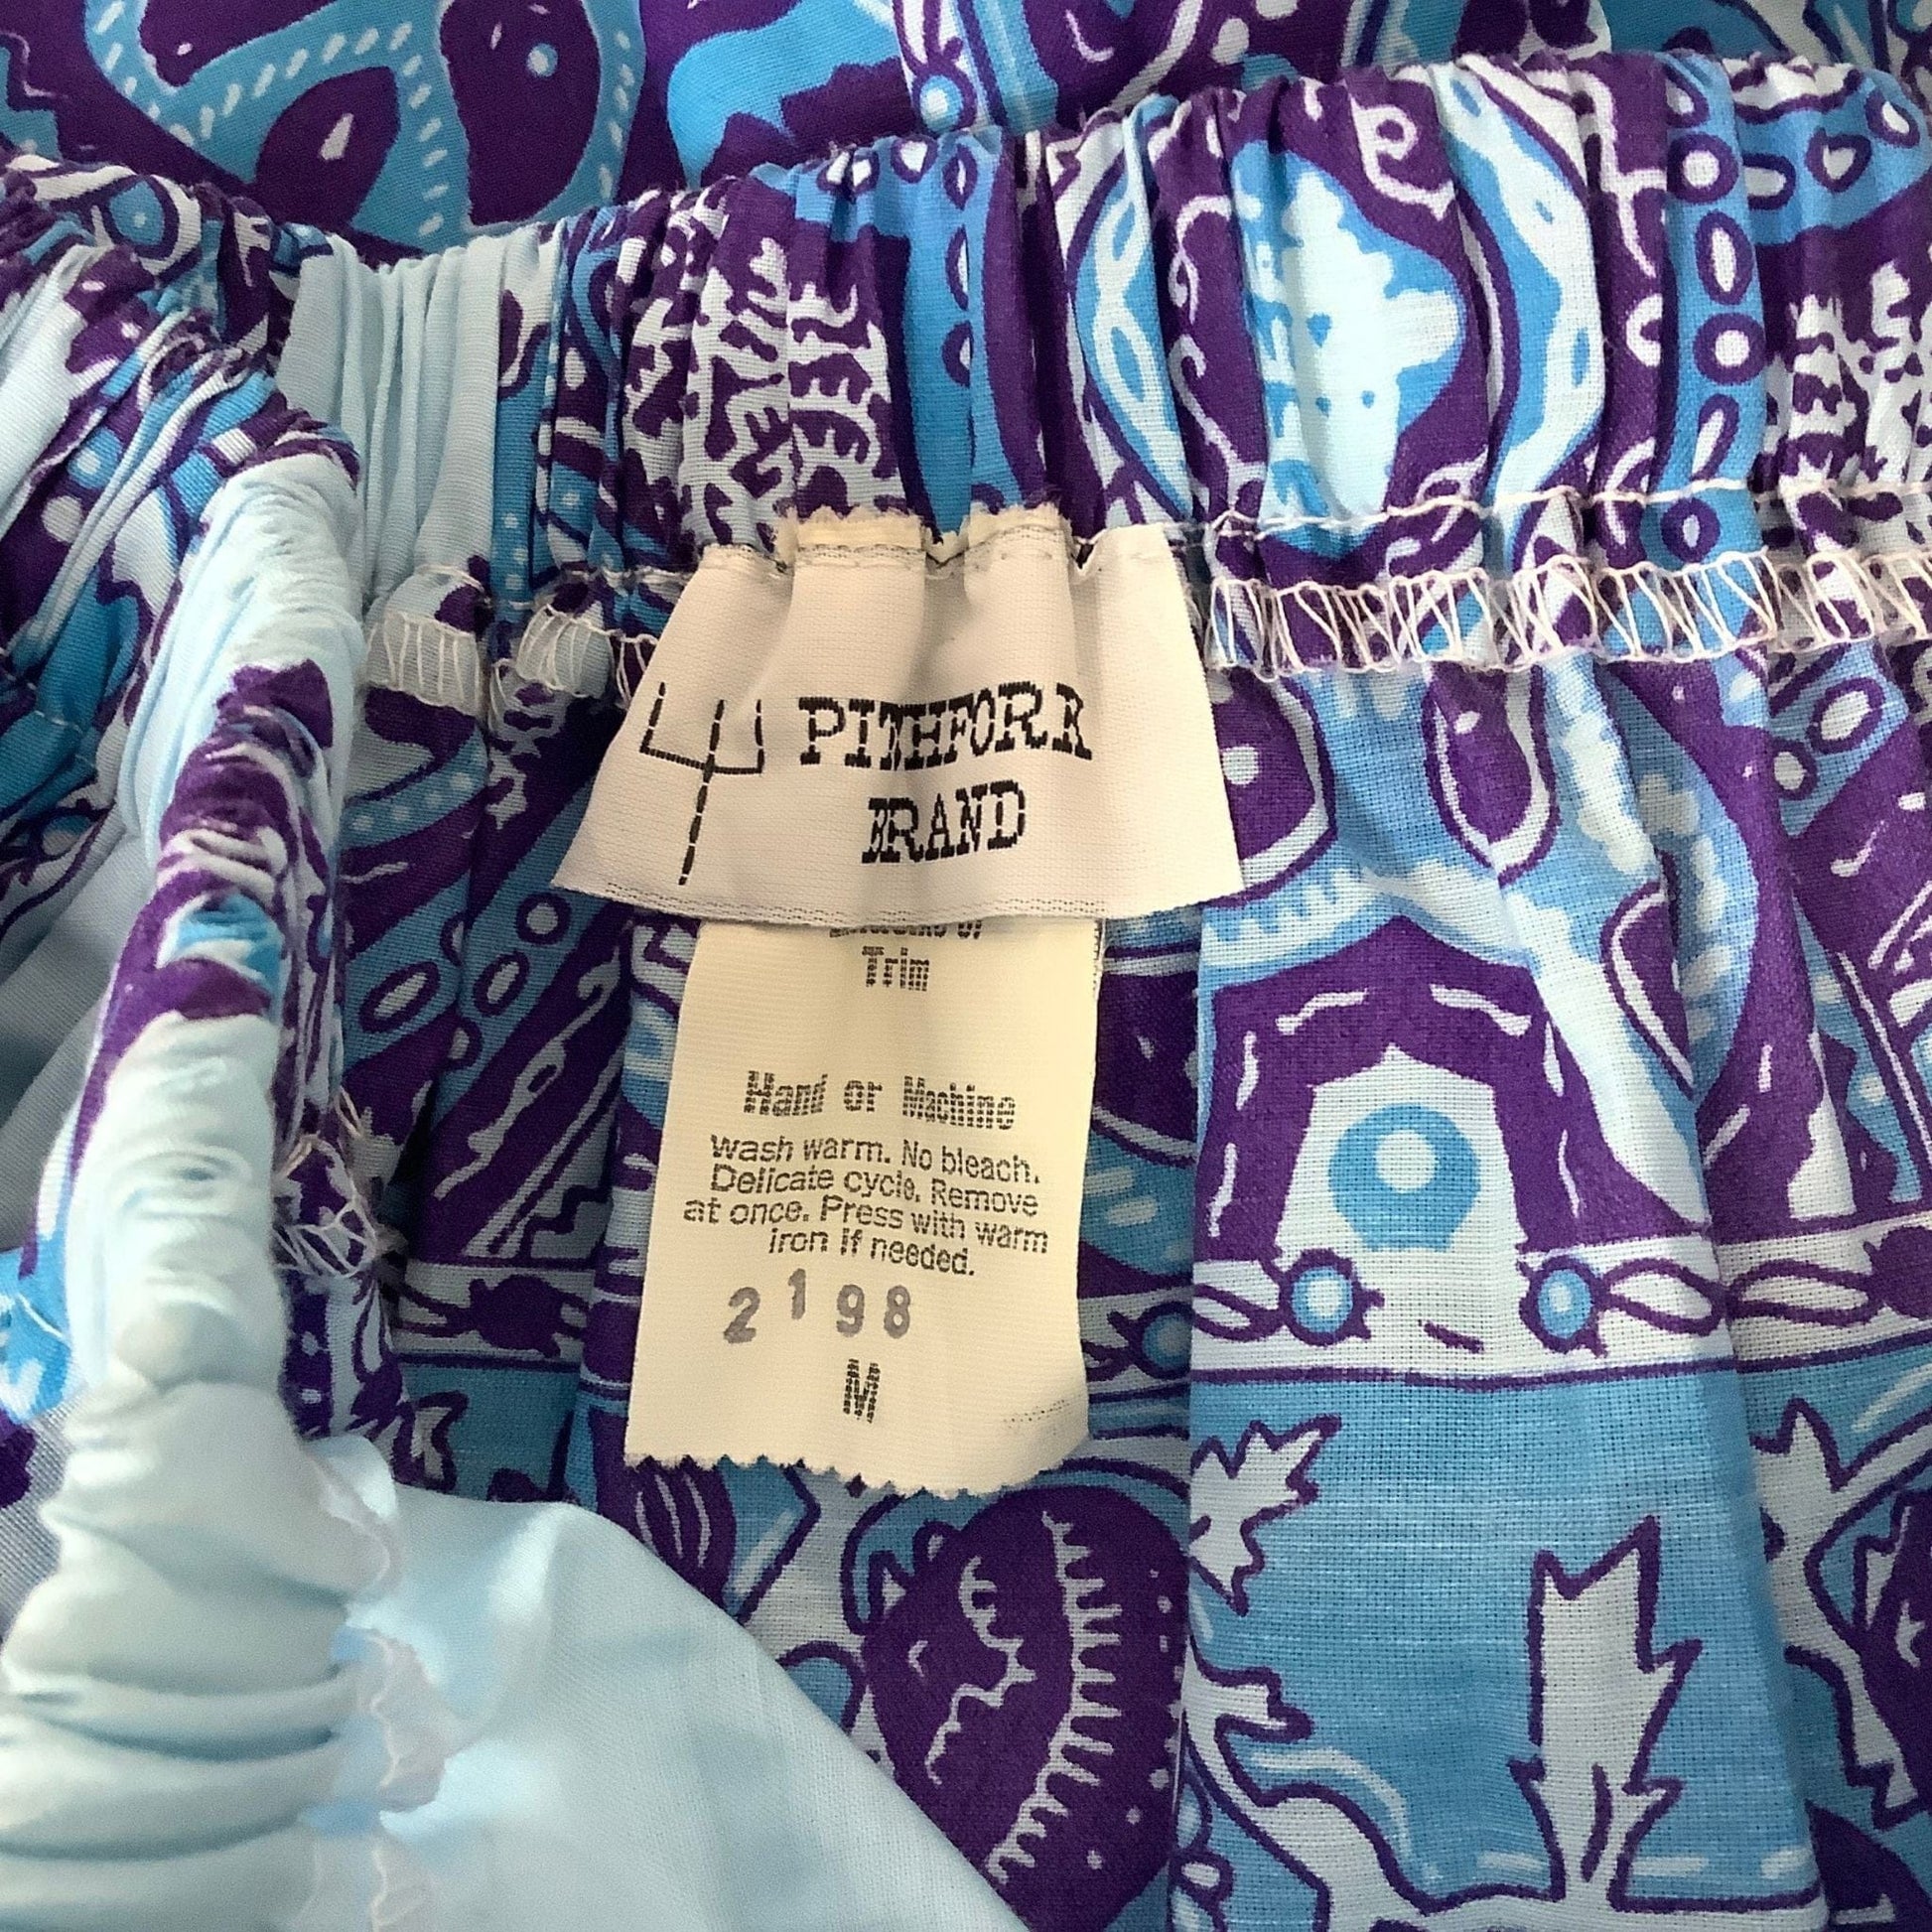 PITCHFORK
BRAND
Trim
Hand or Machine
wash warm. No bleach.
Delicate cycle. Remove
at once. Press with warm
iron if needed.
2198
M